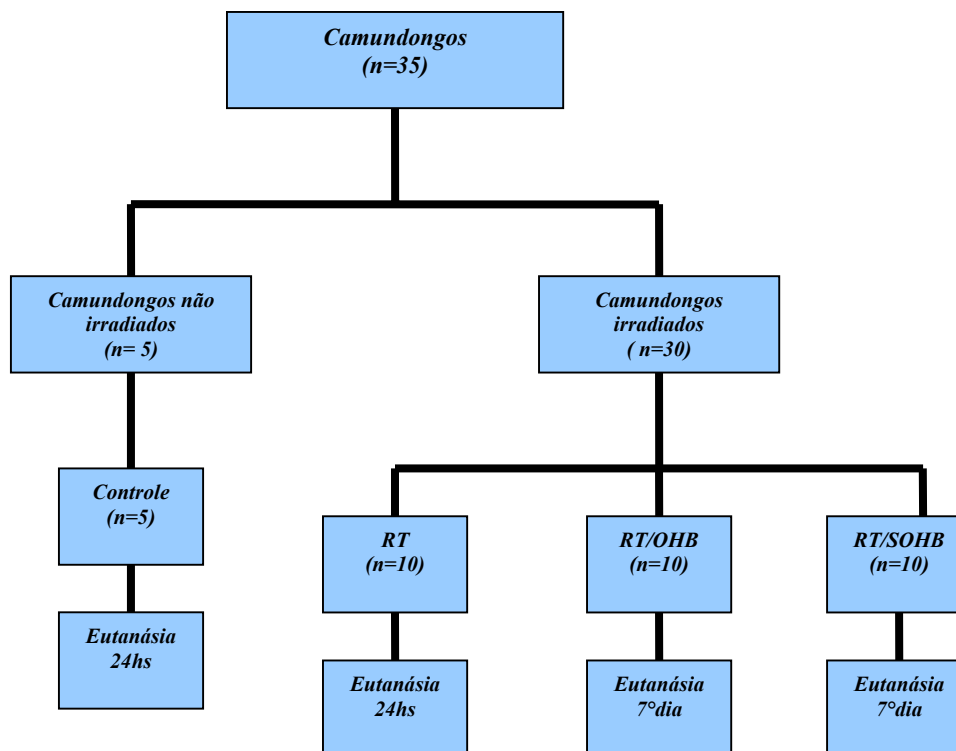 Camundongos
(n=35)
Camundongos não
irradiados
(n= 5)
Camundongos
irradiados
( n=30)
Controle
(n=5)
RT
(n=10)
RT/OHB
(n=10)
RT/SOHB
(n=10)
Eutanásia
24hs
Eutanásia
24hs
Eutanásia
7°dia
Eutanásia
7°dia